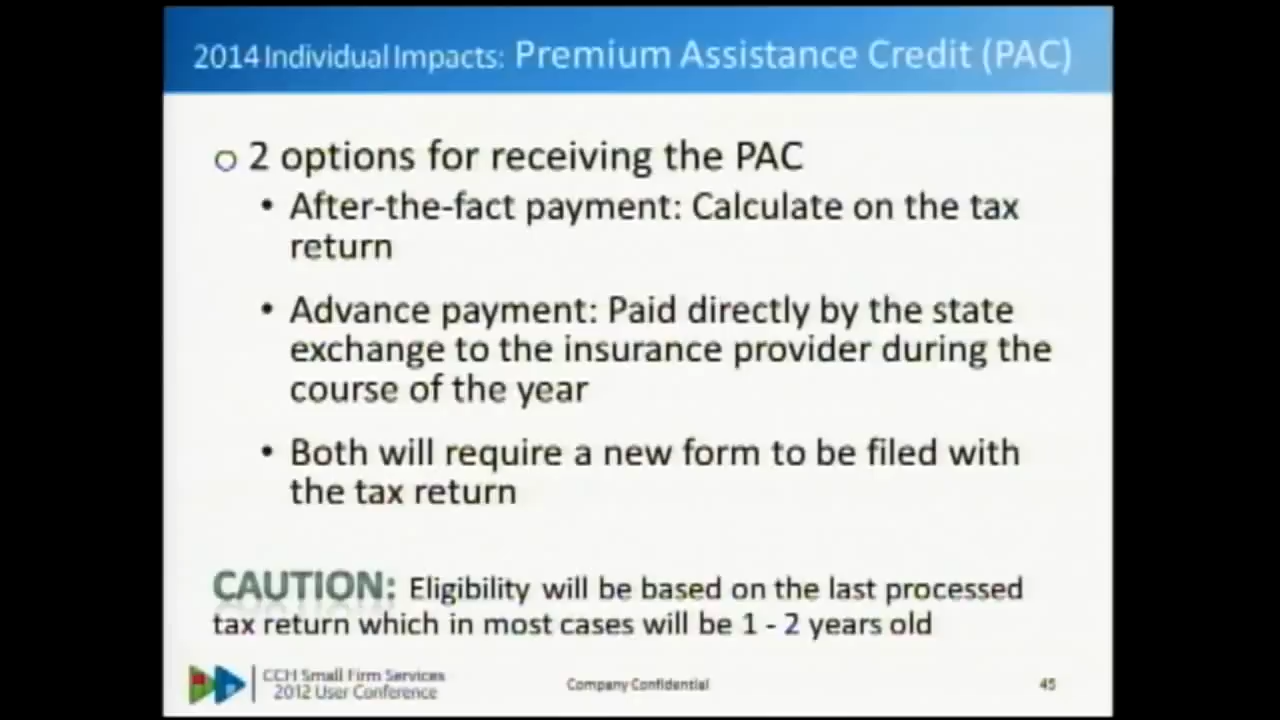 2014 Individual Impacts: Premium Assistance Credit (PAC)
2 options for receiving the PAC
• After-the-fact payment: Calculate on the tax
return
• Advance payment: Paid directly by the state
exchange to the insurance provider during the
course of the year
• Both will require a new form to be filed with
the tax return
CAUTION: Eligibility will be based on the last processed
tax return which in most cases will be 1 - 2 years old
CCH Small Firm Services
2012 User Conference
Company Confidential
45